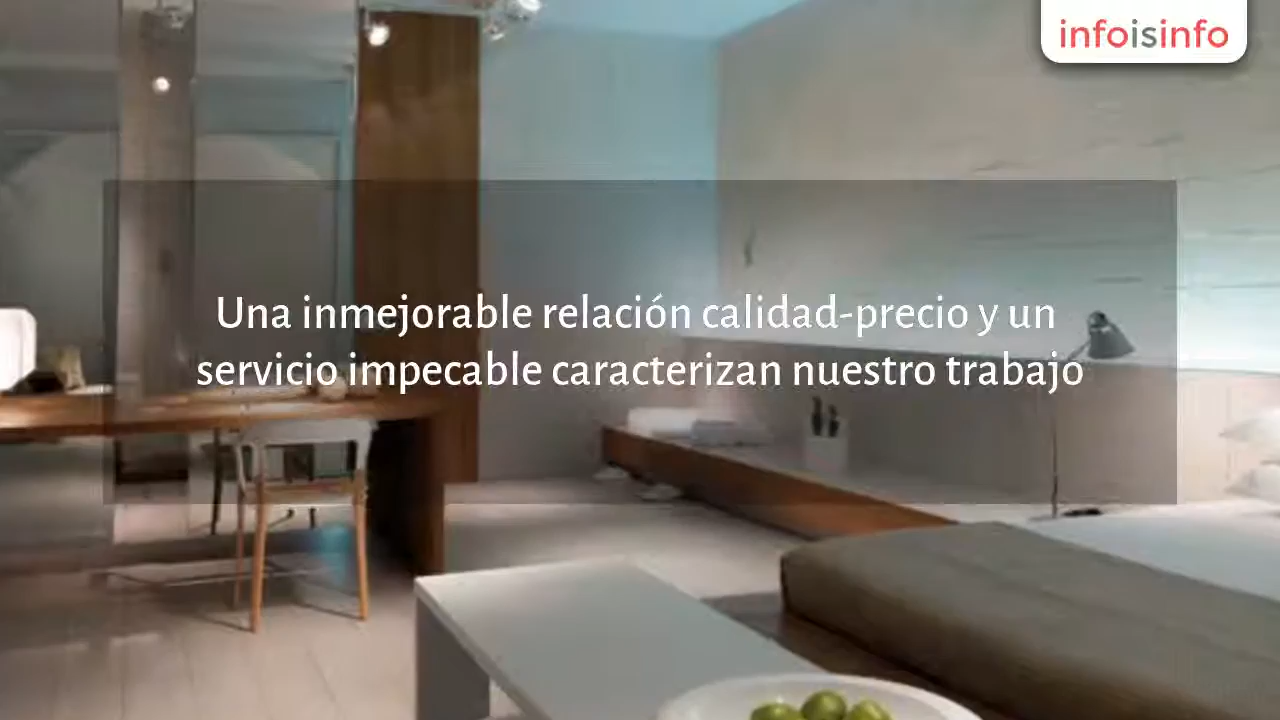 infoisinfo
Una inmejorable relación calidad-precio y un
servicio impecable caracterizan nuestro trabajo